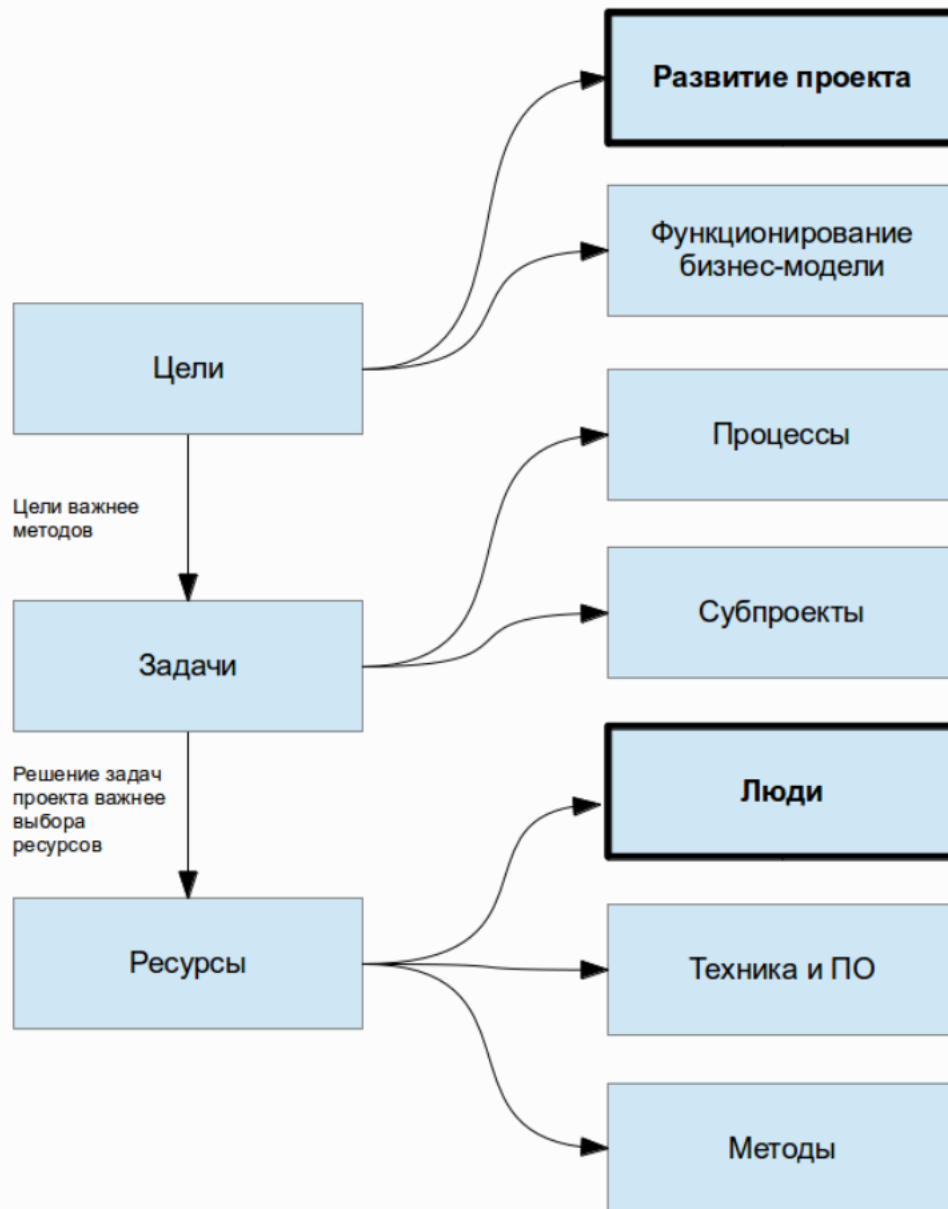 Развитие проекта
Функционирование
бизнес-модели
Цели
Процессы
Цели важнее
методов
Субпроекты
Задачи
Решение задач
проекта важнее
выбора
ресурсов
Люди
Ресурсы
Техника и ПО
Методы